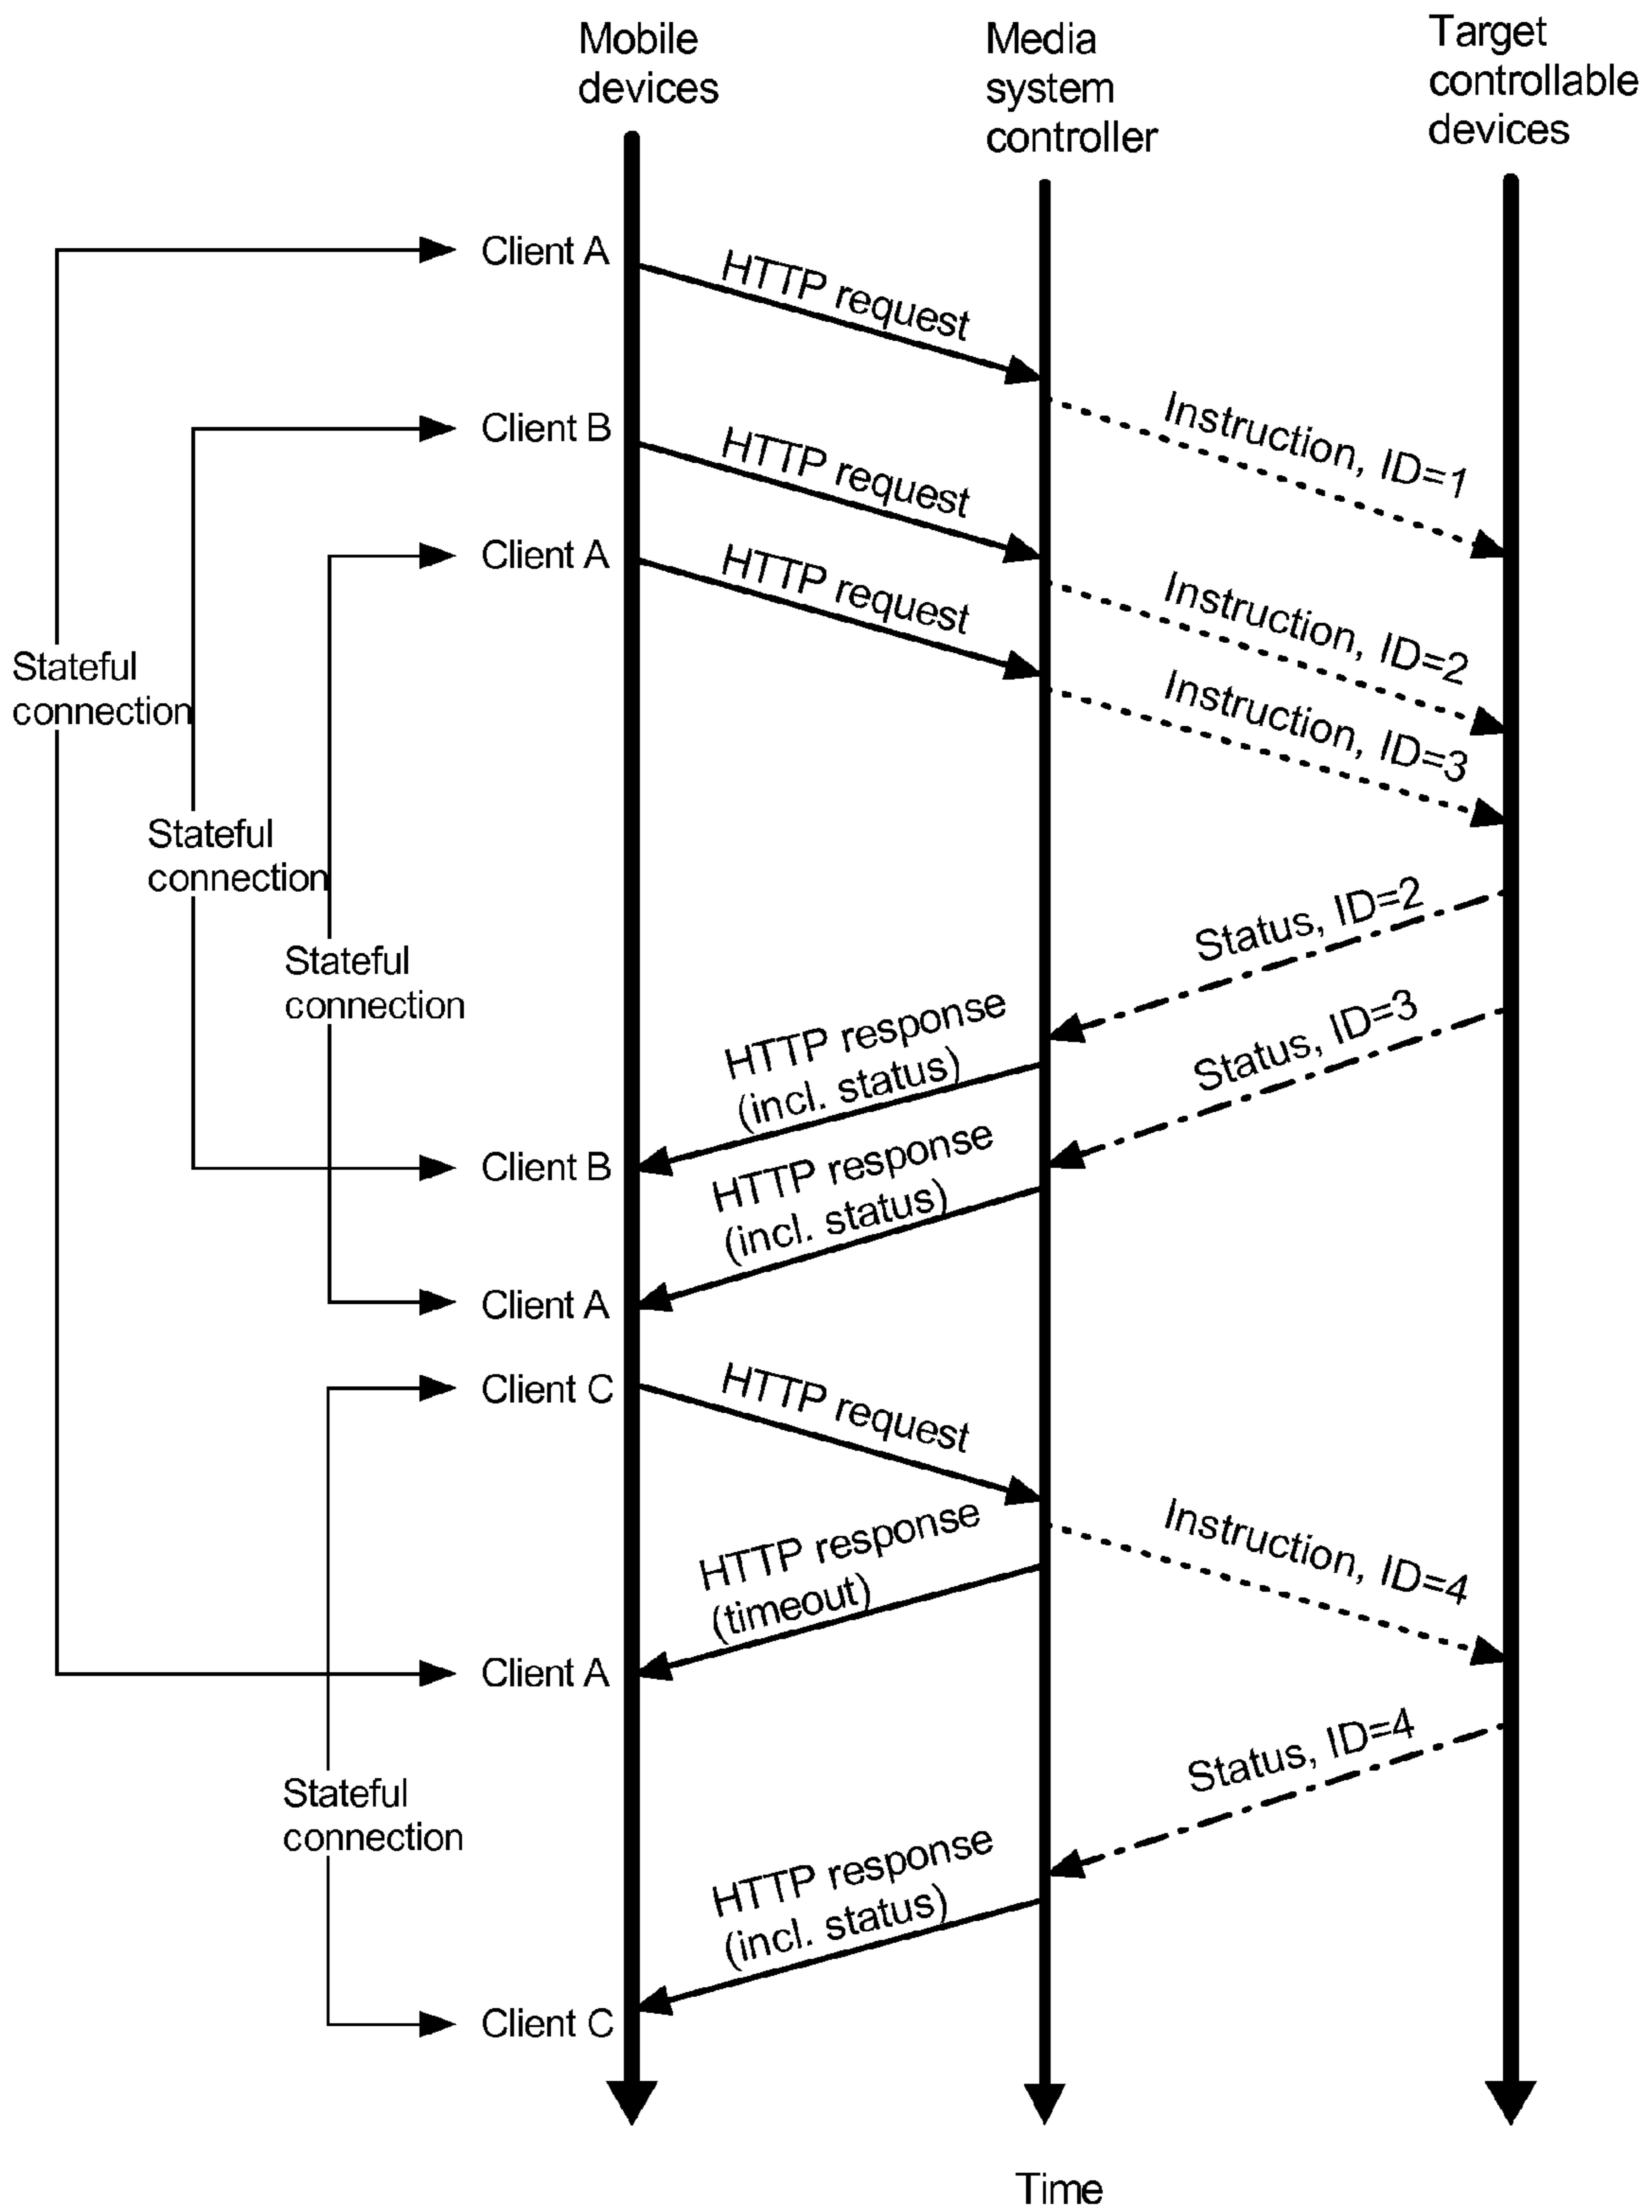 Mobile
devices
Media
system
controller
Target
controllable
devices
Client A
HTTP request
Instruction, ID=1
Client B
HTTP request
Instruction, ID=2
Client A
HTTP request
Instruction, ID=3
Stateful
connection
Stateful
connection
Stateful
connection
Status, ID=2
HTTP response
(incl. status)
Client B
Status, ID=3
HTTP response
(incl. status)
Client A
Client C
HTTP request
Instruction, ID=4
HTTP response
(timeout)
Client A
Status, ID=4
Stateful
connection
HTTP response
(incl. status)
Client C
Time